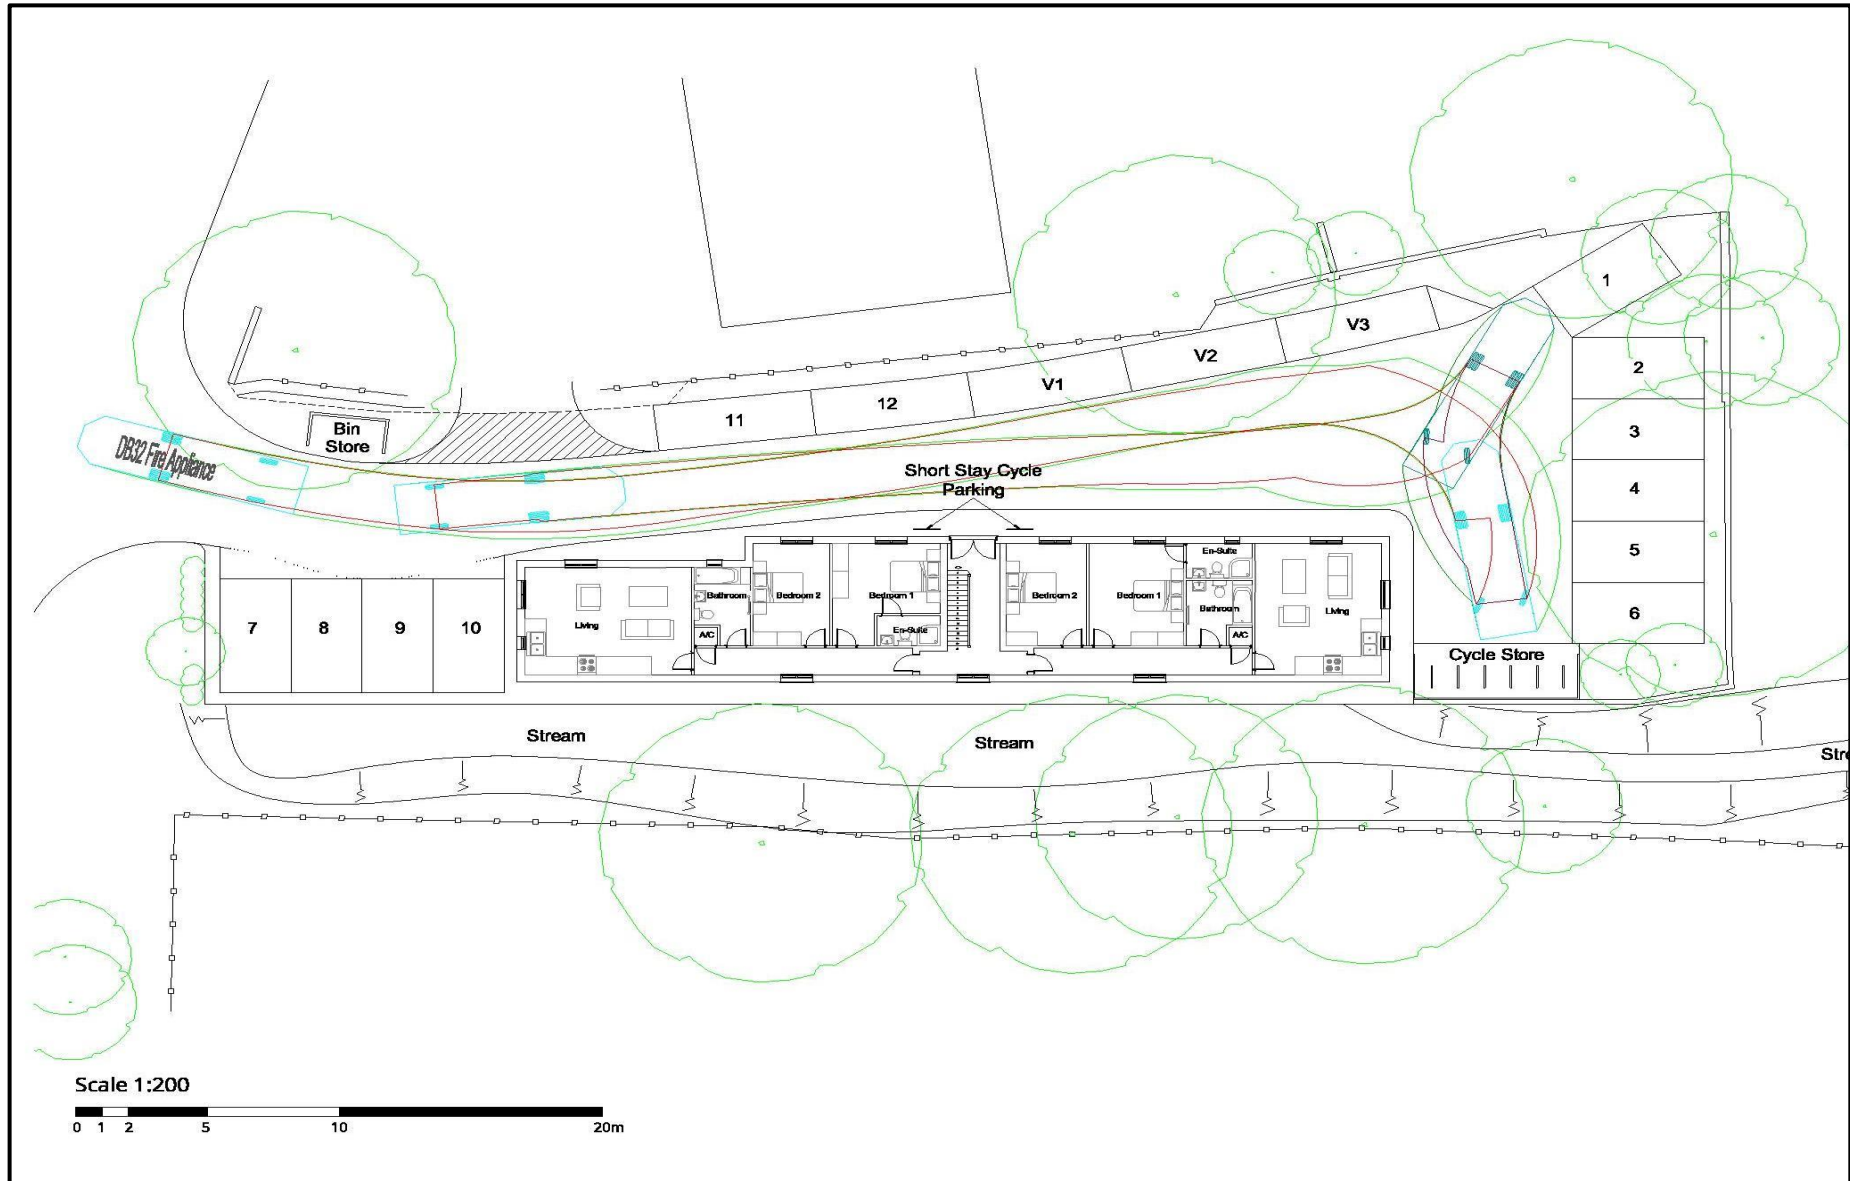 1
V3
2
V2
V1
12
11
3
Bin
Store
DB32 Fire Appliance
Short Stay Cycle
Parking
4
En-Suite
5
Bathroom
Bedroom 2
Bedroom 1
Bedroom 2
Bedroom 1
Bathroom
Living
Living
6
7
8
9
10
A/C
En-Suite
A/C
Cycle Store
Stream
Stream
Stre
Scale 1:200
0 1 2 5 10 20m